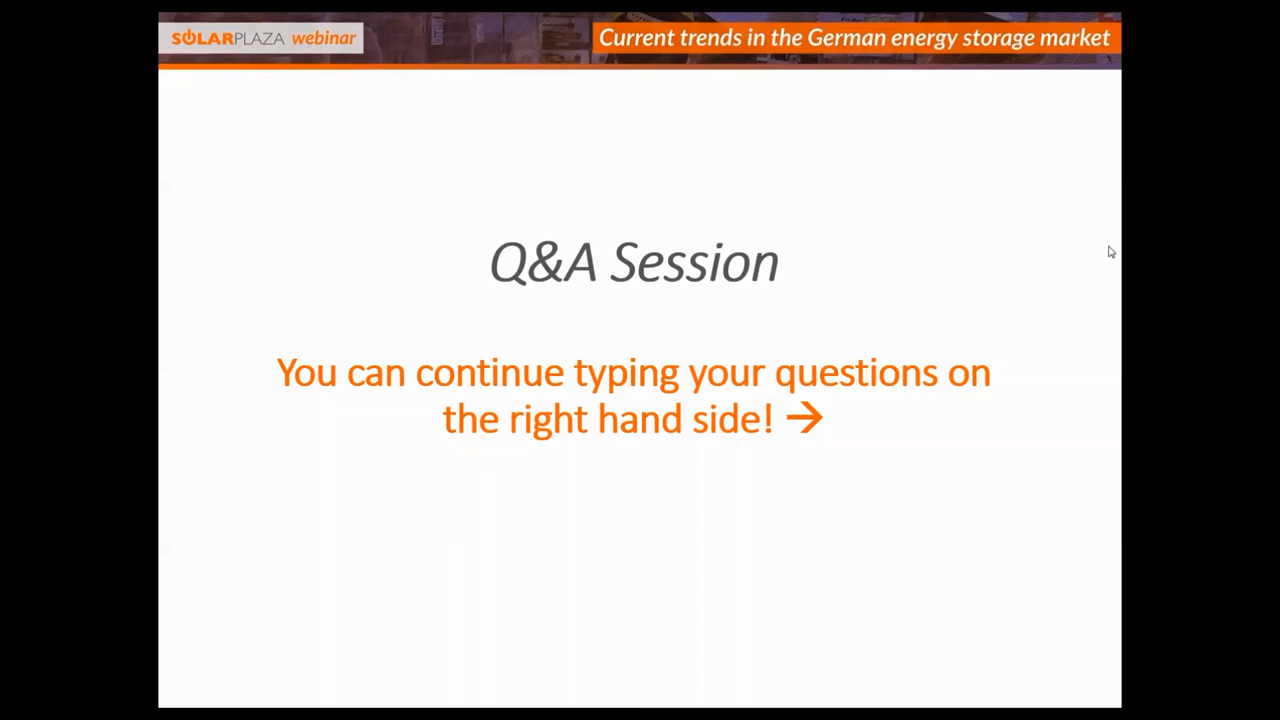 SOLARPLAZA webinar
Current trends in the German energy storage market
Q&A Session
You can continue typing your questions on
the right hand side! →